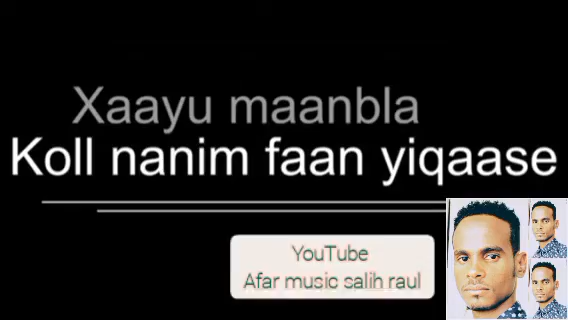 Xaayu maanbla
Koll nanim faan yiqaase
YouTube
Afar music salih raul